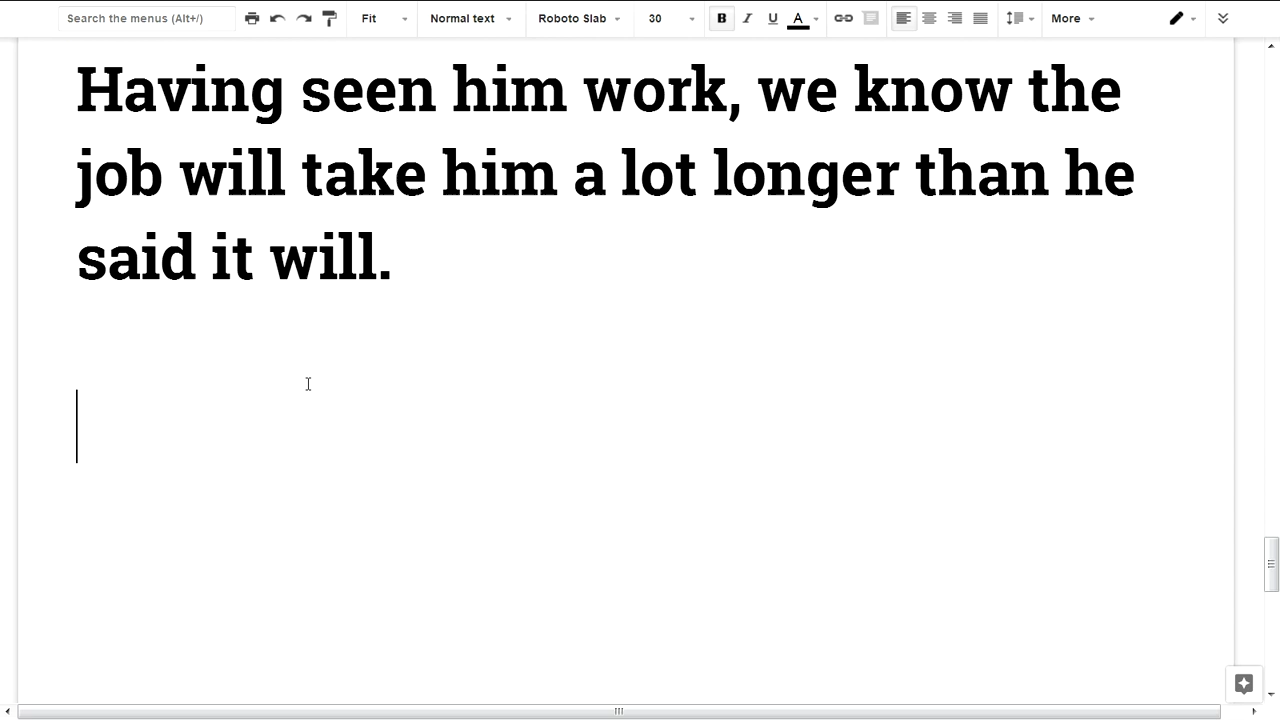 Search the menus (Alt+/) Fit Normal text Roboto Slab 30 B I U A More
Having seen him work, we know the
job will take him a lot longer than he
said it will.